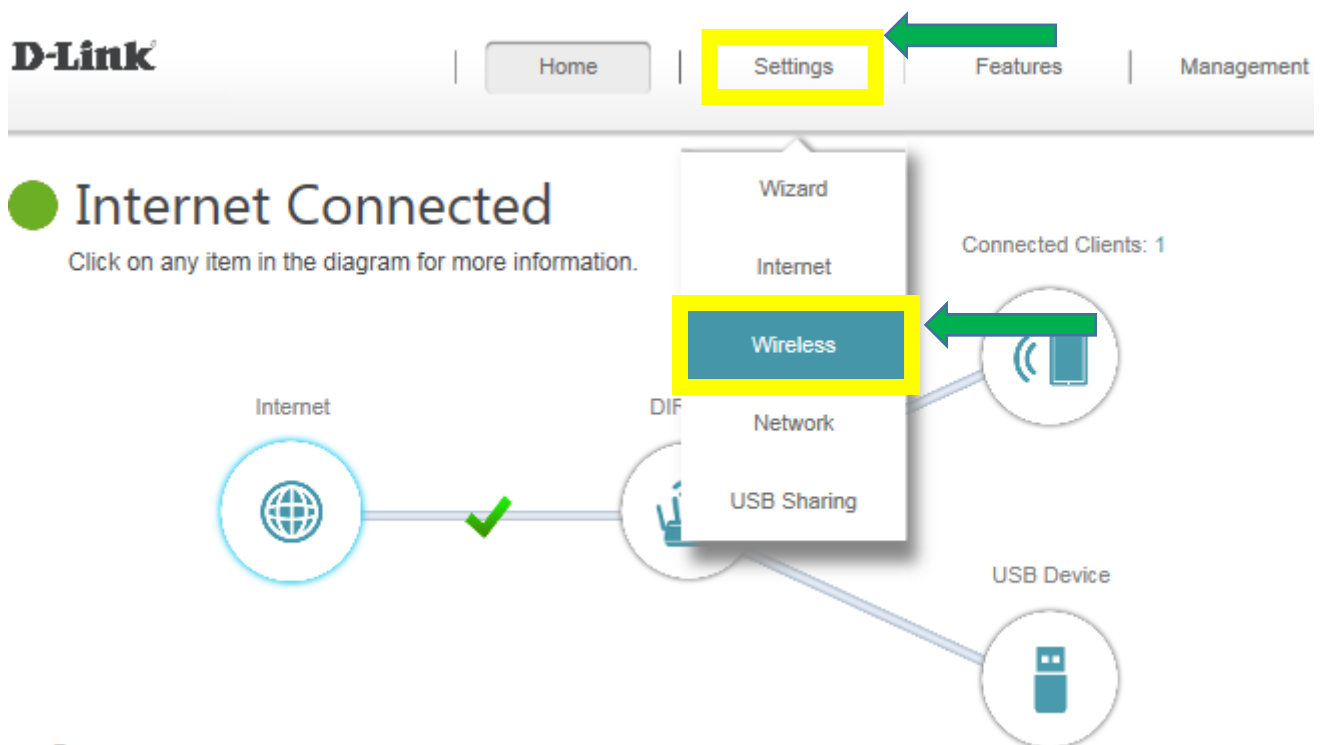 D-Link
Home
Settings
Features
Management
Internet Connected
Click on any item in the diagram for more information.
Wizard
Internet
Wireless
Network
USB Sharing
Connected Clients: 1
Internet
USB Device